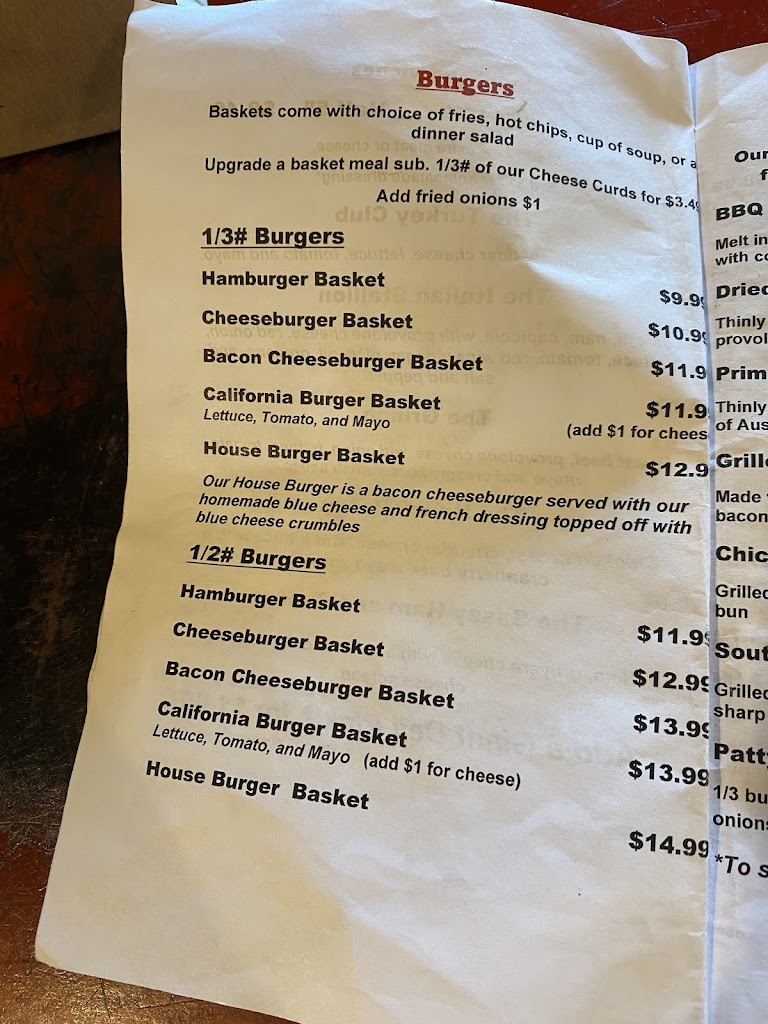 Burgers
Baskets come with choice of fries, hot chips, cup of soup, or a
dinner salad
Upgrade a basket meal sub. 1/3# of our Cheese Curds for $3.49
Add fried onions $1
1/3# Burgers
Hamburger Basket $9.99
Cheeseburger Basket $10.99
Bacon Cheeseburger Basket $11.9
California Burger Basket $11.9
Lettuce, Tomato, and Mayo (add $1 for chees
House Burger Basket $12.9
Our House Burger is a bacon cheeseburger served with our
homemade blue cheese and french dressing topped off with
blue cheese crumbles
1/2# Burgers
Hamburger Basket $11.99
Cheeseburger Basket $12.99
Bacon Cheeseburger Basket $13.99
California Burger Basket $13.99
Lettuce, Tomato, and Mayo (add $1 for cheese)
House Burger Basket $14.99
Our
f
BBQ
Melt in
with co
Dried
Thinly
provol
Prim
Thinly
of Aus
Grille
Made
bacon
Chic
Grilled
bun
Sout
Grilled
sharp
Patty
1/3 bu
onions
*To s